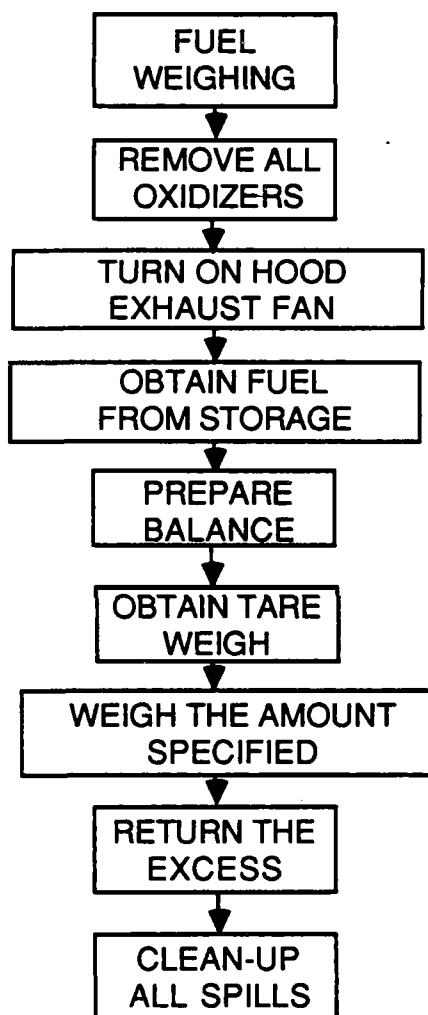 FUEL
WEIGHING
REMOVE ALL
OXIDIZERS
TURN ON HOOD
EXHAUST FAN
OBTAIN FUEL
FROM STORAGE
PREPARE
BALANCE
OBTAIN TARE
WEIGH
WEIGH THE AMOUNT
SPECIFIED
RETURN THE
EXCESS
CLEAN-UP
ALL SPILLS